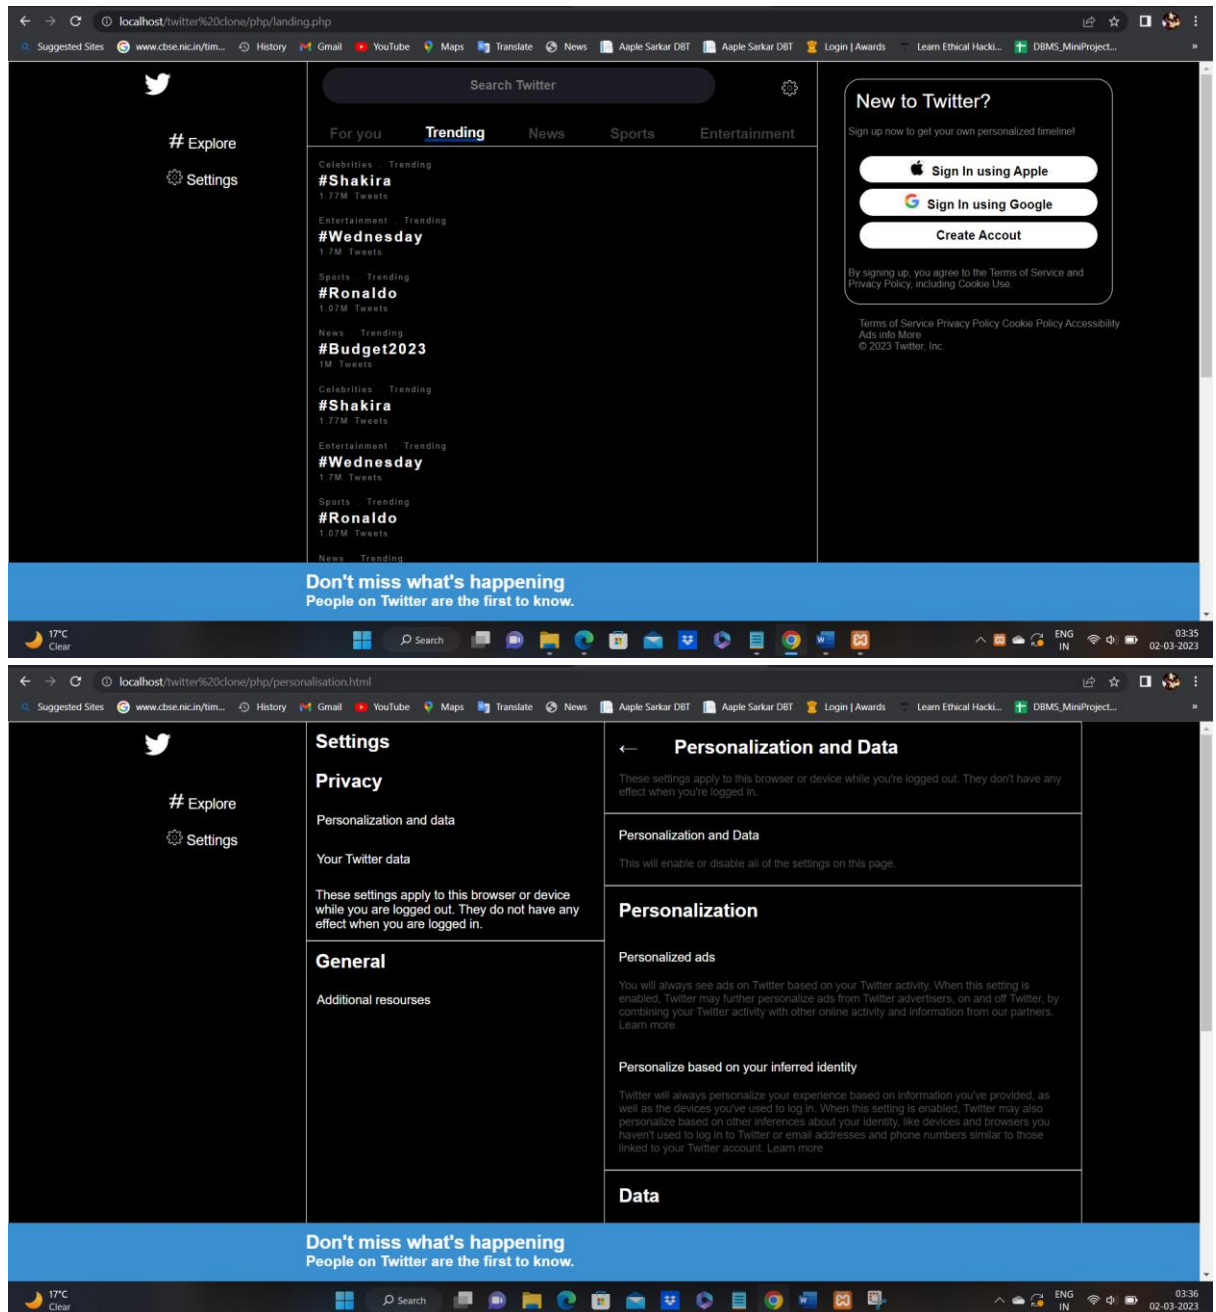 localhost/twitter%20clone/php/landing.php
Suggested Sites www.cbse.nic.in/tim... History Gmail YouTube Maps Translate News Aaple Sarkar DBT Aaple Sarkar DBT Login | Awards Learn Ethical Hacki... DBMS_MiniProject... »
Search Twitter
# Explore
Settings
For you Trending News Sports Entertainment
Celebrities . Trending
#Shakira
1.77M Tweets
Entertainment . Trending
#Wednesday
1.7M Tweets
Sports . Trending
#Ronaldo
1.07M Tweets
News . Trending
#Budget2023
1M Tweets
Celebrities . Trending
#Shakira
1.77M Tweets
Entertainment . Trending
#Wednesday
1.7M Tweets
Sports . Trending
#Ronaldo
1.07M Tweets
News . Trending
New to Twitter?
Sign up now to get your own personalized timeline!
Sign In using Apple
Sign In using Google
Create Accout
By signing up, you agree to the Terms of Service and
Privacy Policy, including Cookie Use.
Terms of Service Privacy Policy Cookie Policy Accessibility
Ads info More
© 2023 Twitter, Inc.
Don't miss what's happening
People on Twitter are the first to know.
17°C
Clear
Search
ENG
IN
03:35
02-03-2023
localhost/twitter%20clone/php/personalisation.html
Suggested Sites www.cbse.nic.in/tim... History Gmail YouTube Maps Translate News Aaple Sarkar DBT Aaple Sarkar DBT Login | Awards Learn Ethical Hacki... DBMS_MiniProject... »
# Explore
Settings
Settings
Privacy
Personalization and data
Your Twitter data
These settings apply to this browser or device
while you are logged out. They do not have any
effect when you are logged in.
General
Additional resourses
← Personalization and Data
These settings apply to this browser or device while you're logged out. They don't have any
effect when you're logged in.
Personalization and Data
This will enable or disable all of the settings on this page.
Personalization
Personalized ads
You will always see ads on Twitter based on your Twitter activity. When this setting is
enabled, Twitter may further personalize ads from Twitter advertisers, on and off Twitter, by
combining your Twitter activity with other online activity and information from our partners.
Learn more
Personalize based on your inferred identity
Twitter will always personalize your experience based on information you've provided, as
well as the devices you've used to log in. When this setting is enabled, Twitter may also
personalize based on other inferences about your identity, like devices and browsers you
haven't used to log in to Twitter or email addresses and phone numbers similar to those
linked to your Twitter account. Learn more
Data
Don't miss what's happening
People on Twitter are the first to know.
17°C
Clear
Search
ENG
IN
03:36
02-03-2023